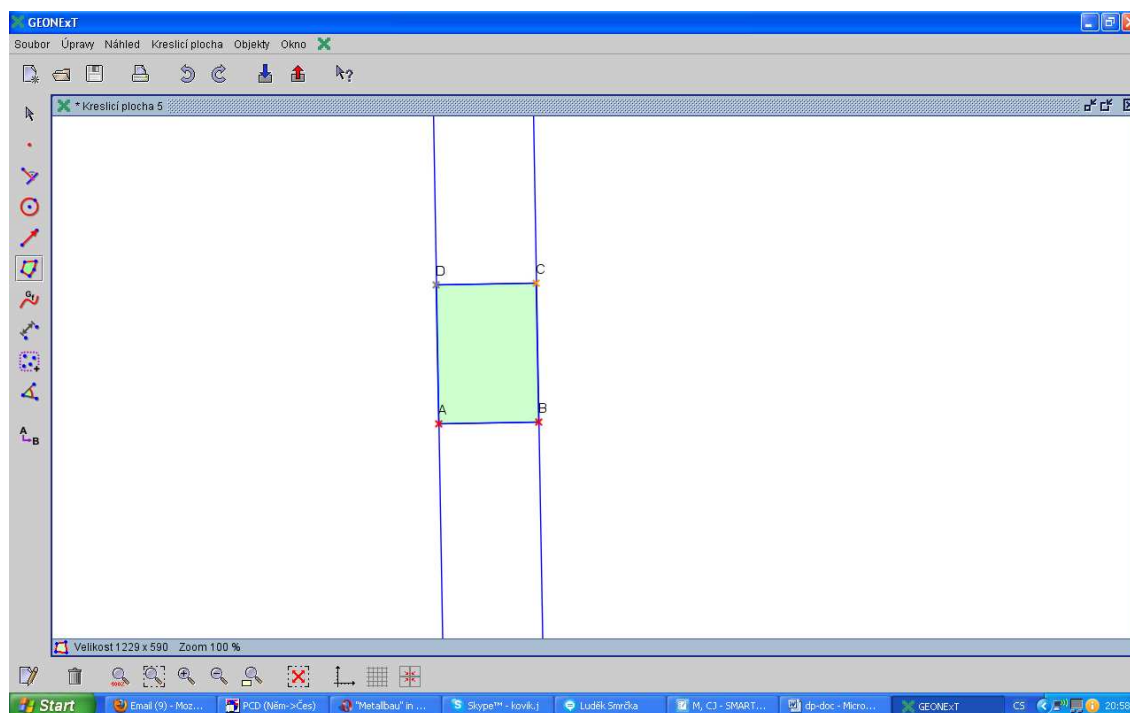 GEONExT
Soubor Úpravy Náhled Kreslicí plocha Objekty Okno
* Kreslicí plocha 5
D C
A B
A B
Velikost 1229 x 590 Zoom 100 %
Start Email (9) - Moz... PCD (Něm->Čes) "Metallbau" in ... Skype™ - kovik.j Luděk Smrčka M, CJ - SMART... dp-doc - Micro... GEONExT CS 20:58